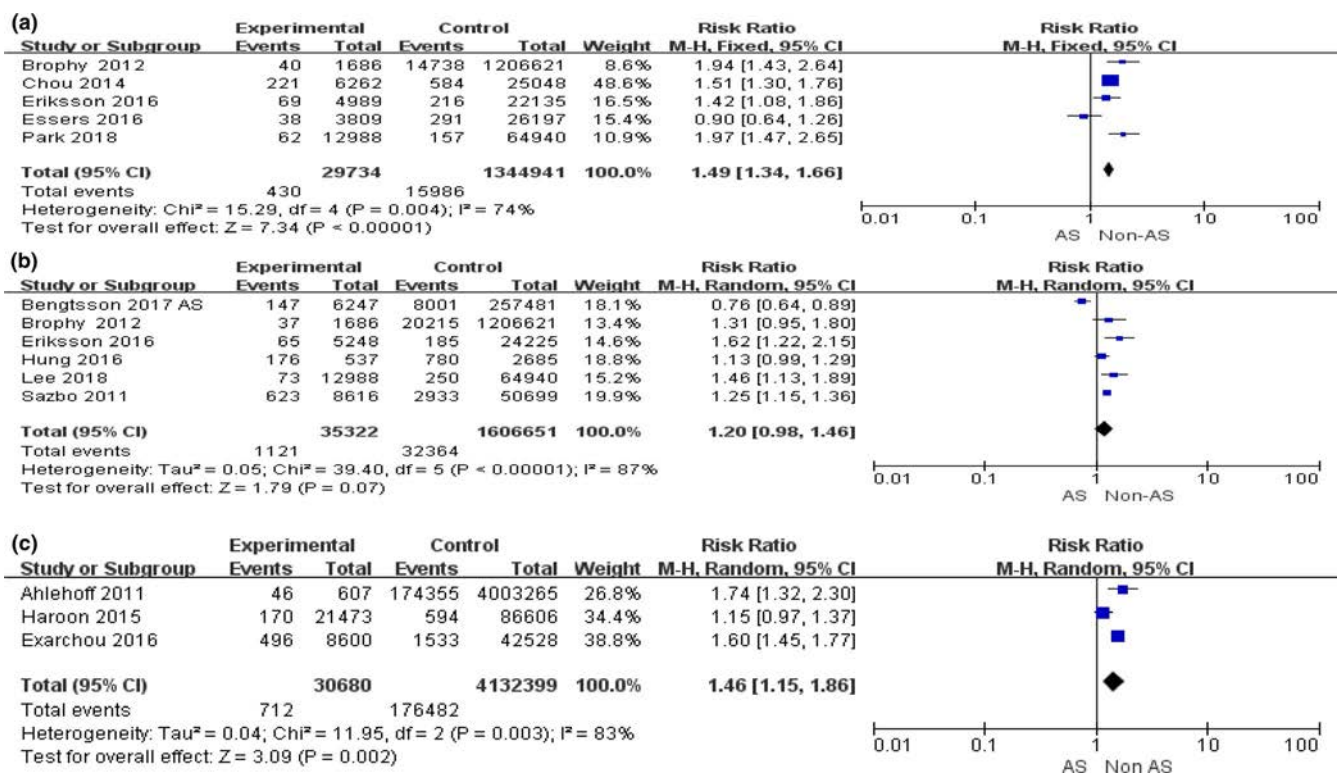 (a) Experimental Control Risk Ratio Risk Ratio
Study or Subgroup Events Total Events Total Weight M-H, Fixed, 95% CI M-H, Fixed, 95% CI
Brophy 2012 40 1686 14738 1206621 8.6% 1.94 [1.43, 2.64]
Chou 2014 221 6262 584 25048 48.6% 1.51 [1.30, 1.76]
Eriksson 2016 69 4989 216 22135 16.5% 1.42 [1.08, 1.86]
Essers 2016 38 3809 291 26197 15.4% 0.90 [0.64, 1.26]
Park 2018 62 12988 157 64940 10.9% 1.97 [1.47, 2.65]
Total (95% CI) 29734 1344941 100.0% 1.49 [1.34, 1.66]
Total events 430 15986
Heterogeneity: Chi² = 15.29, df = 4 (P = 0.004); I² = 74%
Test for overall effect: Z = 7.34 (P < 0.00001)
0.01 0.1 1 10 100
AS Non-AS
(b) Experimental Control Risk Ratio Risk Ratio
Study or Subgroup Events Total Events Total Weight M-H, Random, 95% CI M-H, Random, 95% CI
Bengtsson 2017 AS 147 6247 8001 257481 18.1% 0.76 [0.64, 0.89]
Brophy 2012 37 1686 20215 1206621 13.4% 1.31 [0.95, 1.80]
Eriksson 2016 65 5248 185 24225 14.6% 1.62 [1.22, 2.15]
Hung 2016 176 537 780 2685 18.8% 1.13 [0.99, 1.29]
Lee 2018 73 12988 250 64940 15.2% 1.46 [1.13, 1.89]
Sazbo 2011 623 8616 2933 50699 19.9% 1.25 [1.15, 1.36]
Total (95% CI) 35322 1606651 100.0% 1.20 [0.98, 1.46]
Total events 1121 32364
Heterogeneity: Tau² = 0.05; Chi² = 39.40, df = 5 (P < 0.00001); I² = 87%
Test for overall effect: Z = 1.79 (P = 0.07)
0.01 0.1 1 10 100
AS Non-AS
(c) Experimental Control Risk Ratio Risk Ratio
Study or Subgroup Events Total Events Total Weight M-H, Random, 95% CI M-H, Random, 95% CI
Ahlehoff 2011 46 607 174355 4003265 26.8% 1.74 [1.32, 2.30]
Haroon 2015 170 21473 594 86606 34.4% 1.15 [0.97, 1.37]
Exarchou 2016 496 8600 1533 42528 38.8% 1.60 [1.45, 1.77]
Total (95% CI) 30680 4132399 100.0% 1.46 [1.15, 1.86]
Total events 712 176482
Heterogeneity: Tau² = 0.04; Chi² = 11.95, df = 2 (P = 0.003); I² = 83%
Test for overall effect: Z = 3.09 (P = 0.002)
0.01 0.1 1 10 100
AS Non AS